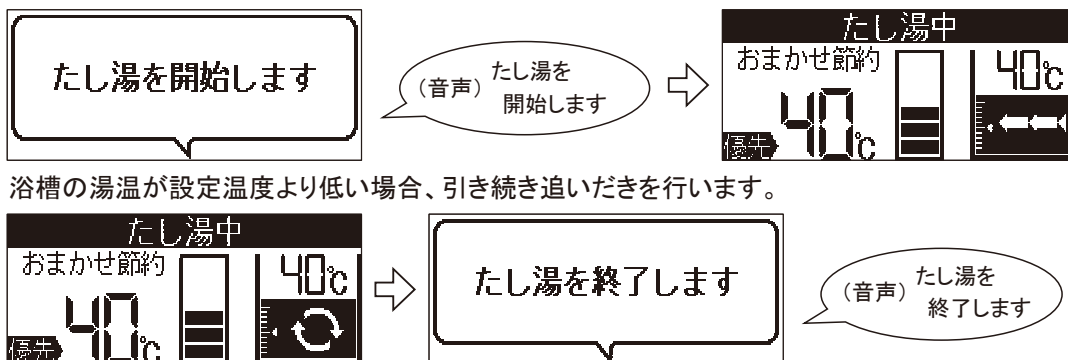 たし湯を開始します
（音声）たし湯を
開始します
たし湯中
おまかせ節約
40℃
優先 40℃
浴槽の湯温が設定温度より低い場合、引き続き追いだきを行います。
たし湯中
おまかせ節約
40℃
優先 40℃
たし湯を終了します
（音声）たし湯を
終了します